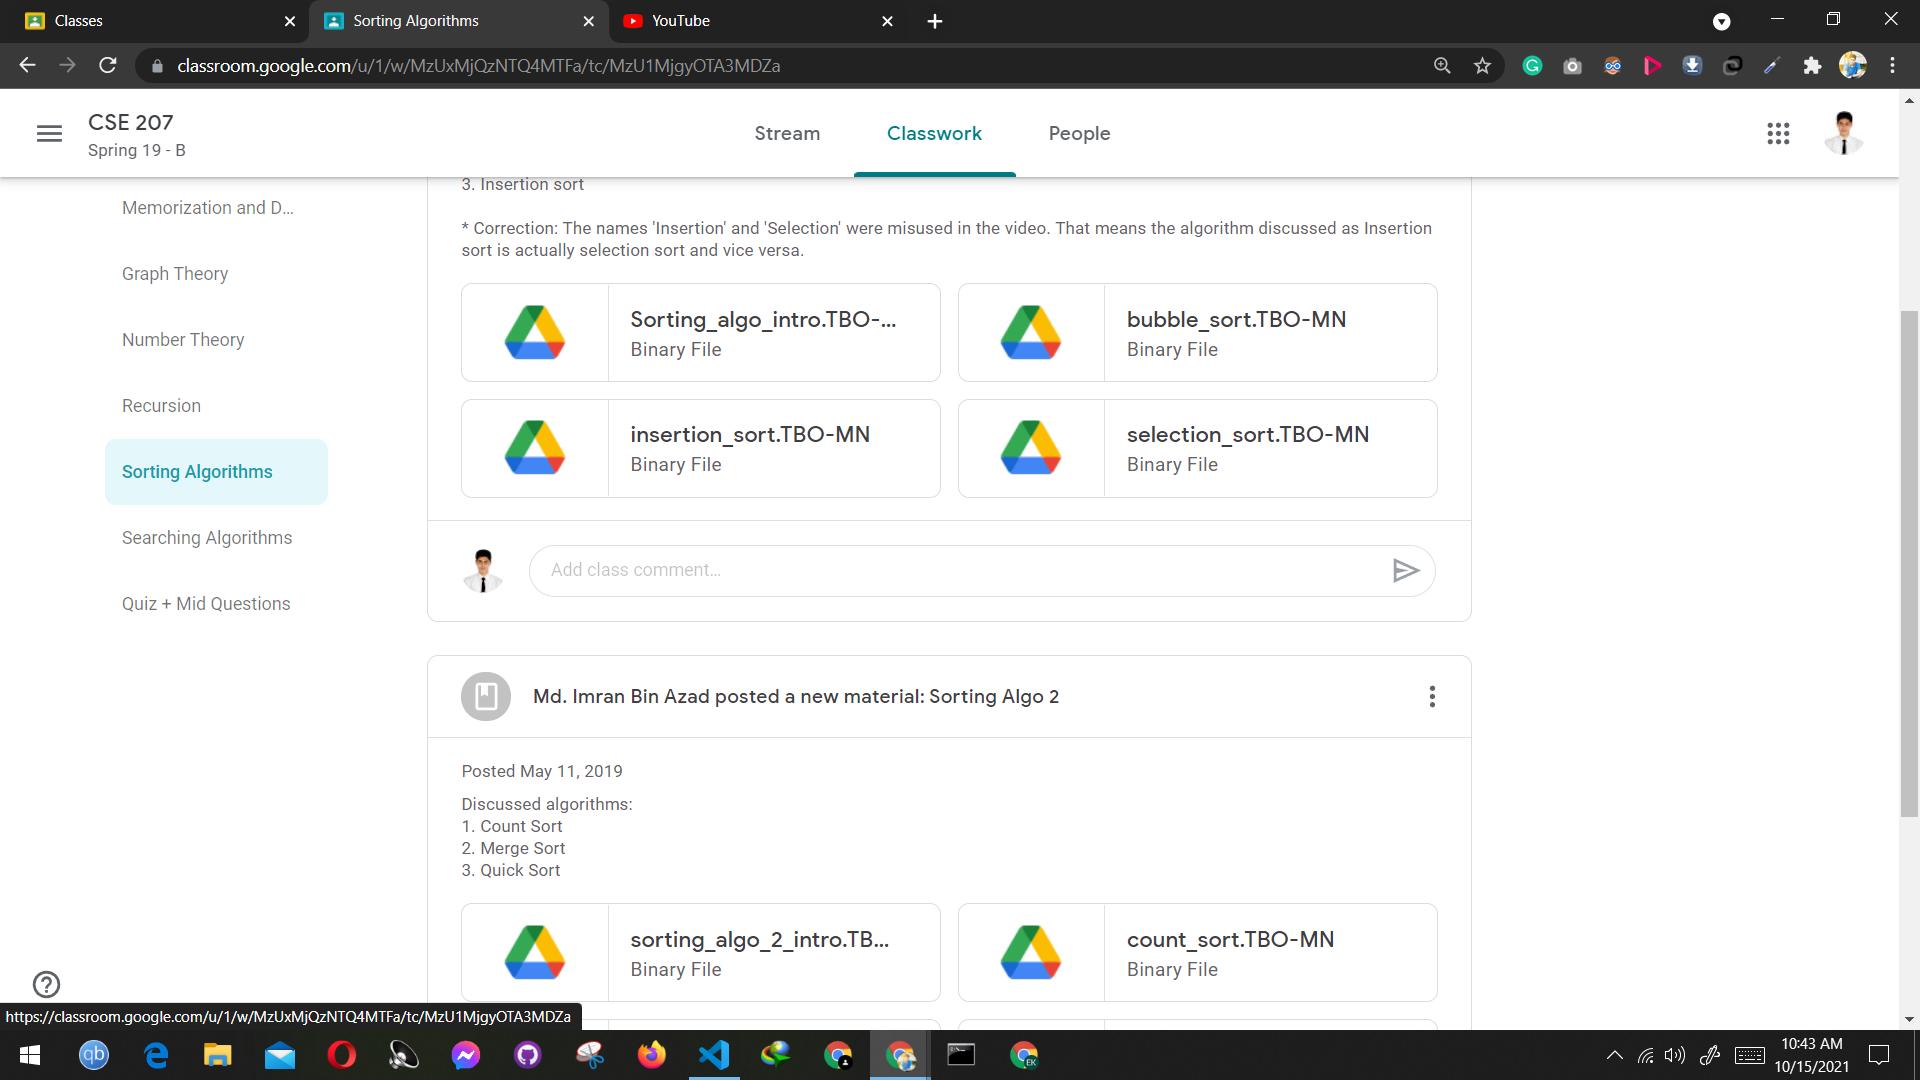 Classes
Sorting Algorithms
YouTube
classroom.google.com/u/1/w/MzUxMjQzNTQ4MTFa/tc/MzU1MjgyOTA3MDZa
CSE 207
Spring 19 - B
Stream
Classwork
People
Memorization and D...
Graph Theory
Number Theory
Recursion
Sorting Algorithms
Searching Algorithms
Quiz + Mid Questions
3. Insertion sort
* Correction: The names 'Insertion' and 'Selection' were misused in the video. That means the algorithm discussed as Insertion
sort is actually selection sort and vice versa.
Sorting_algo_intro.TBO-...
Binary File
bubble_sort.TBO-MN
Binary File
insertion_sort.TBO-MN
Binary File
selection_sort.TBO-MN
Binary File
Add class comment...
Md. Imran Bin Azad posted a new material: Sorting Algo 2
Posted May 11, 2019
Discussed algorithms:
1. Count Sort
2. Merge Sort
3. Quick Sort
sorting_algo_2_intro.TB...
Binary File
count_sort.TBO-MN
Binary File
https://classroom.google.com/u/1/w/MzUxMjQzNTQ4MTFa/tc/MzU1MjgyOTA3MDZa
qb
EK
10:43 AM
10/15/2021